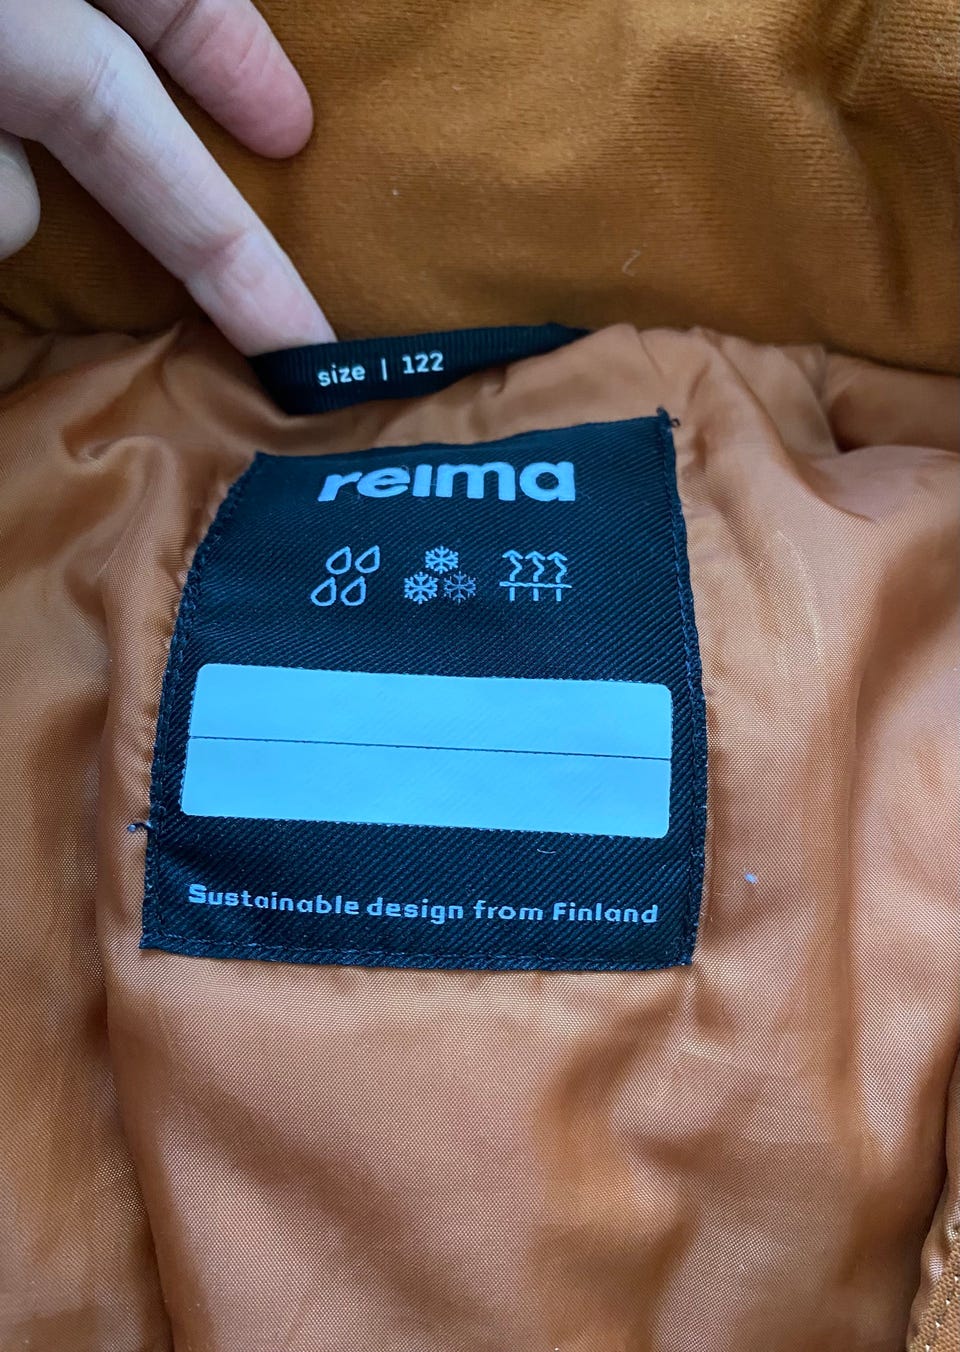 size | 122
reima
Sustainable design from Finland